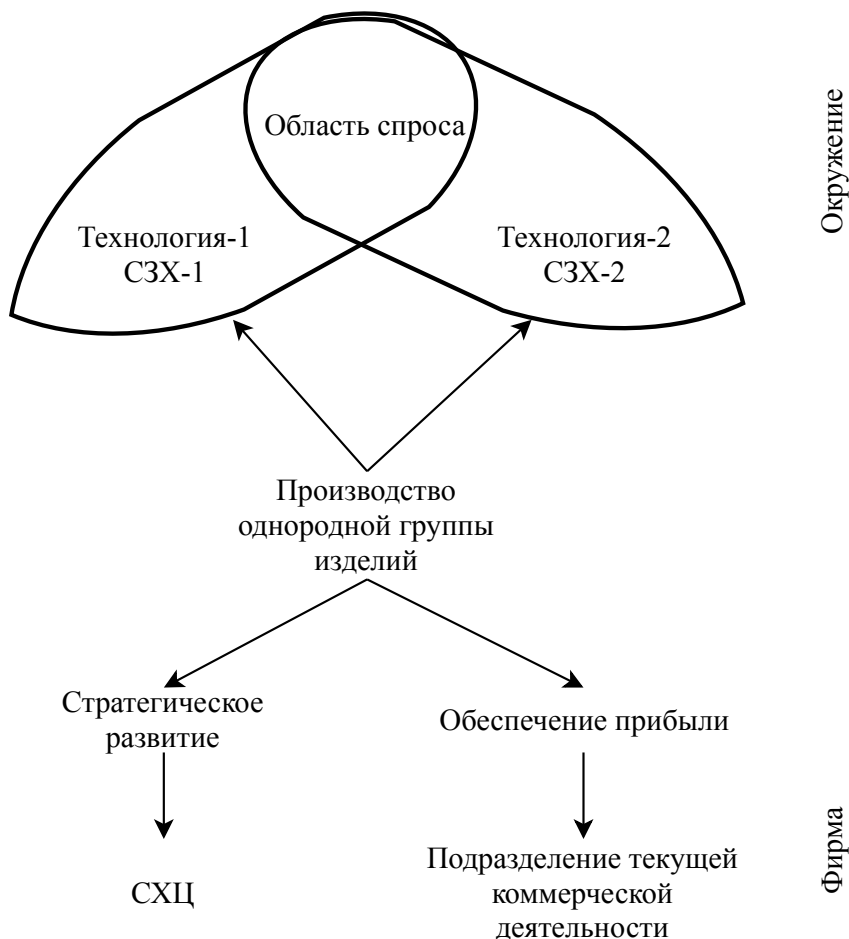 Область спроса
Окружение
Технология-1
СЗХ-1
Технология-2
СЗХ-2
Производство
однородной группы
изделий
Стратегическое
развитие
Обеспечение прибыли
СХЦ
Подразделение текущей
коммерческой
деятельности
Фирма